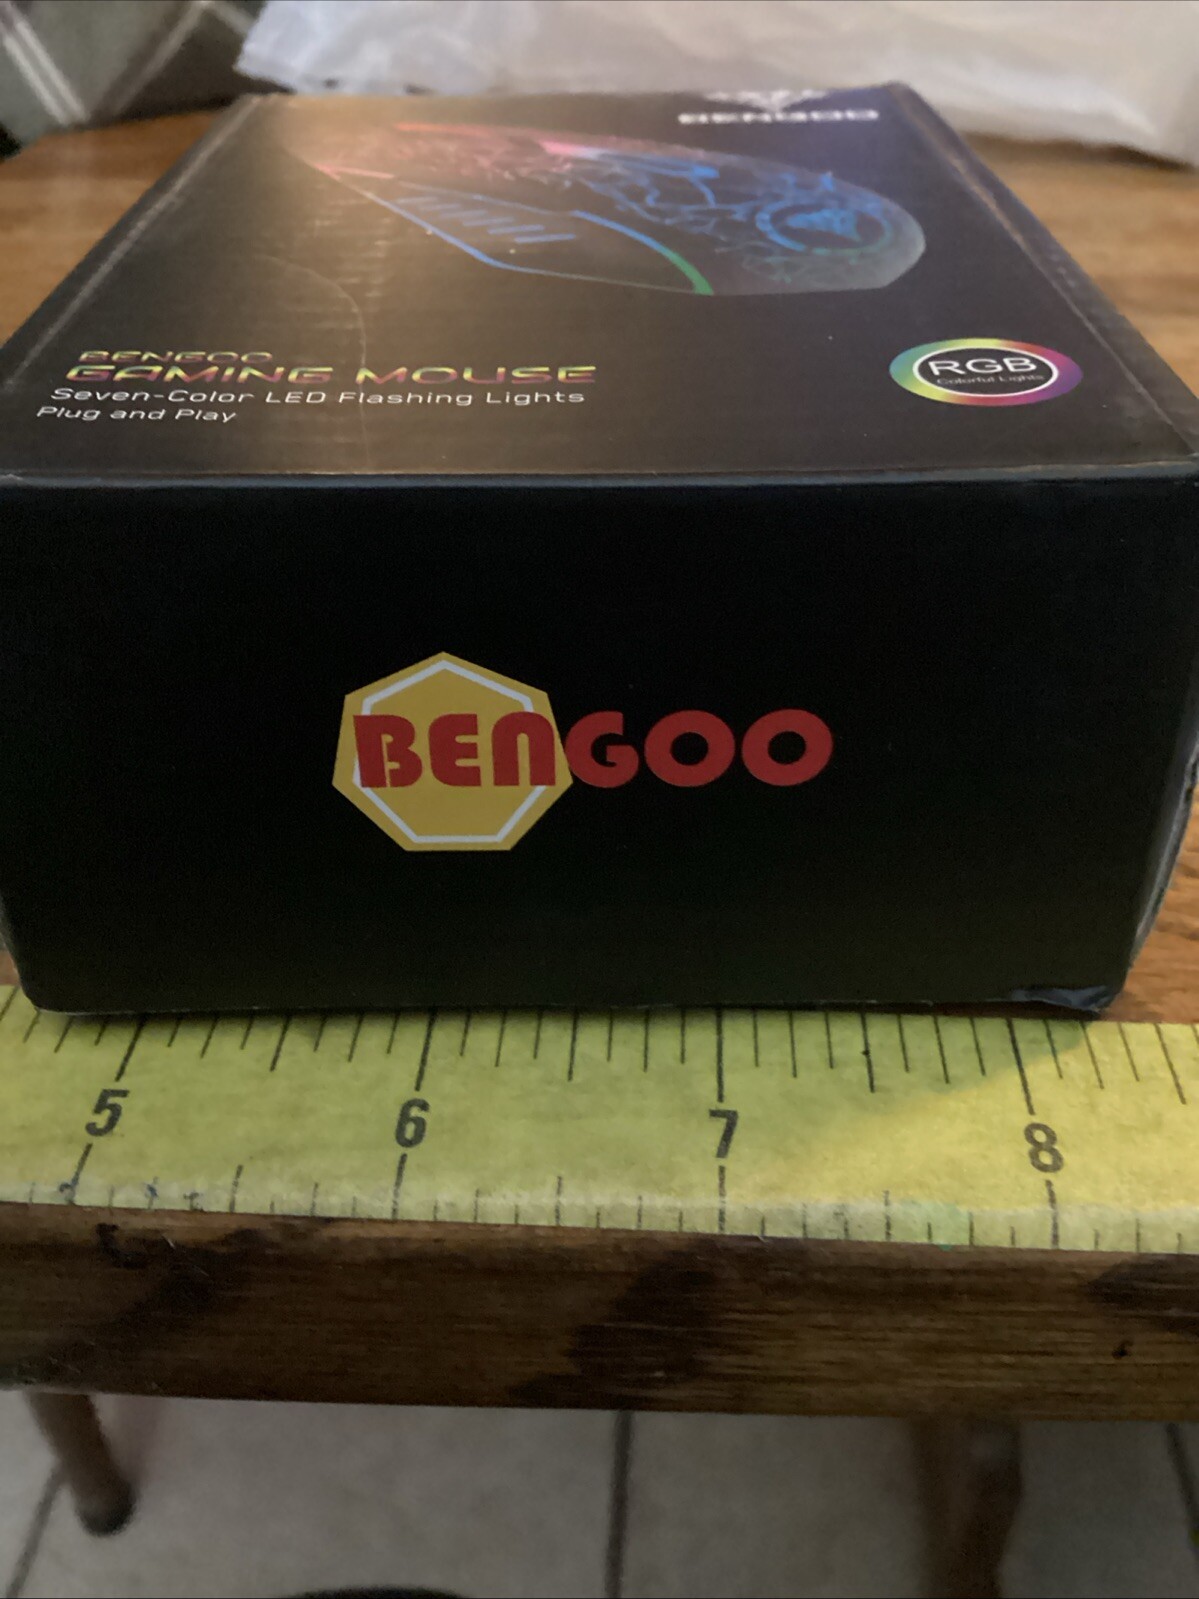 BENGOO
BENGOO
GAMING MOUSE
Seven-Color LED Flashing Lights
Plug and Play
RGB
Colorful Lights
BENGOO
5 6 7 8